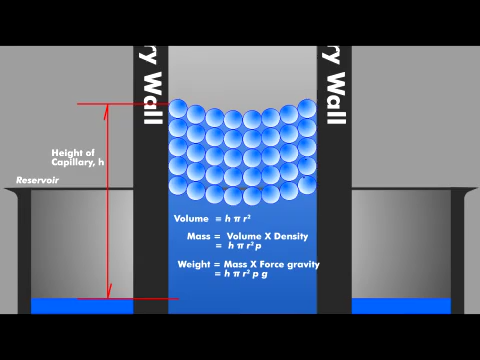 ry Wall
ry Wall
Height of
Capillary, h
Reservoir
Volume = h π r²
Mass = Volume X Density
= h π r² p
Weight = Mass X Force gravity
= h π r² p g